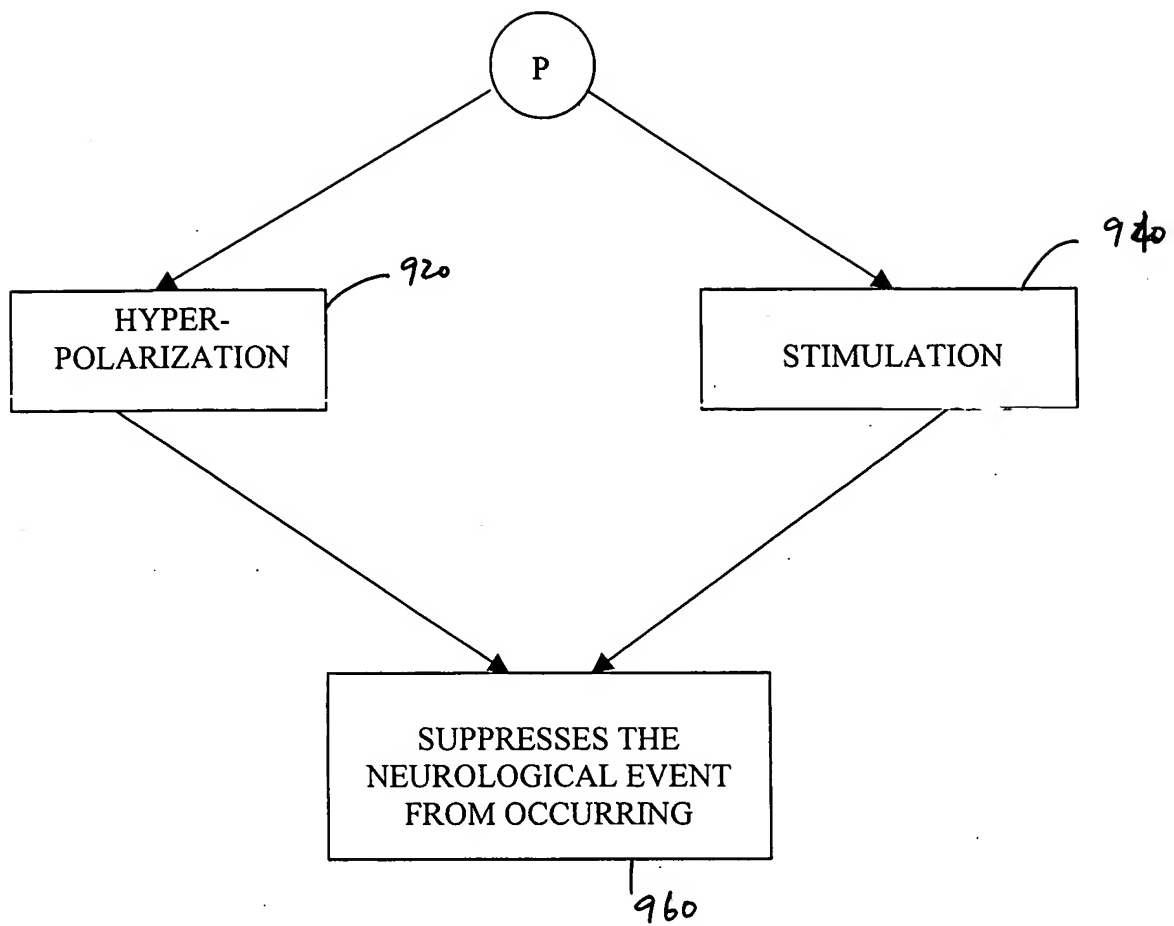 P
920
940
HYPER-
POLARIZATION
STIMULATION
SUPPRESSES THE
NEUROLOGICAL EVENT
FROM OCCURRING
960